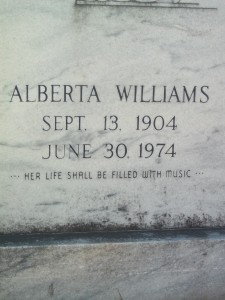 ALBERTA WILLIAMS
SEPT. 13, 1904
JUNE 30, 1974
··· HER LIFE SHALL BE FILLED WITH MUSIC ···